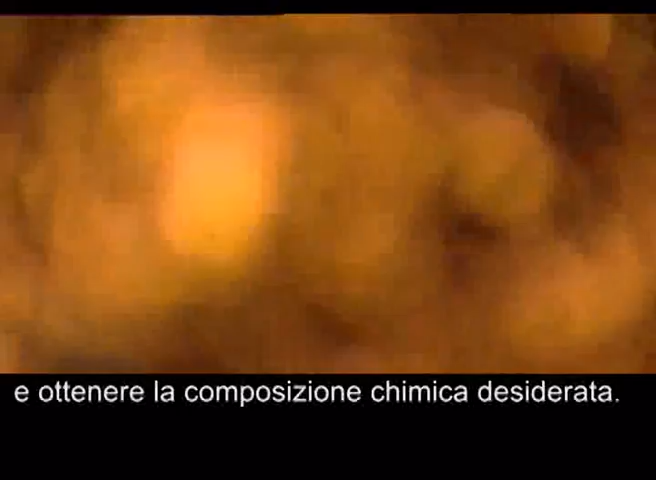 e ottenere la composizione chimica desiderata.